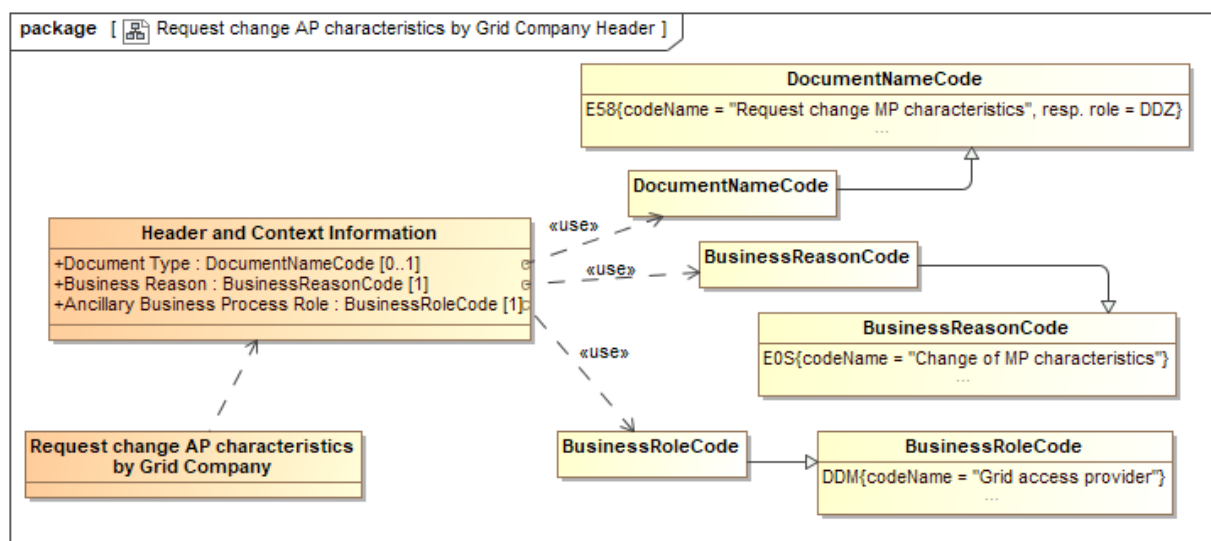 package [ Request change AP characteristics by Grid Company Header ]
DocumentNameCode
E58{codeName = "Request change MP characteristics", resp. role = DDZ}
...
DocumentNameCode
«use»
Header and Context Information
+Document Type : DocumentNameCode [0..1]
+Business Reason : BusinessReasonCode [1]
+Ancillary Business Process Role : BusinessRoleCode [1]
«use»
BusinessReasonCode
BusinessReasonCode
E0S{codeName = "Change of MP characteristics"}
...
«use»
Request change AP characteristics
by Grid Company
BusinessRoleCode
BusinessRoleCode
DDM{codeName = "Grid access provider"}
...